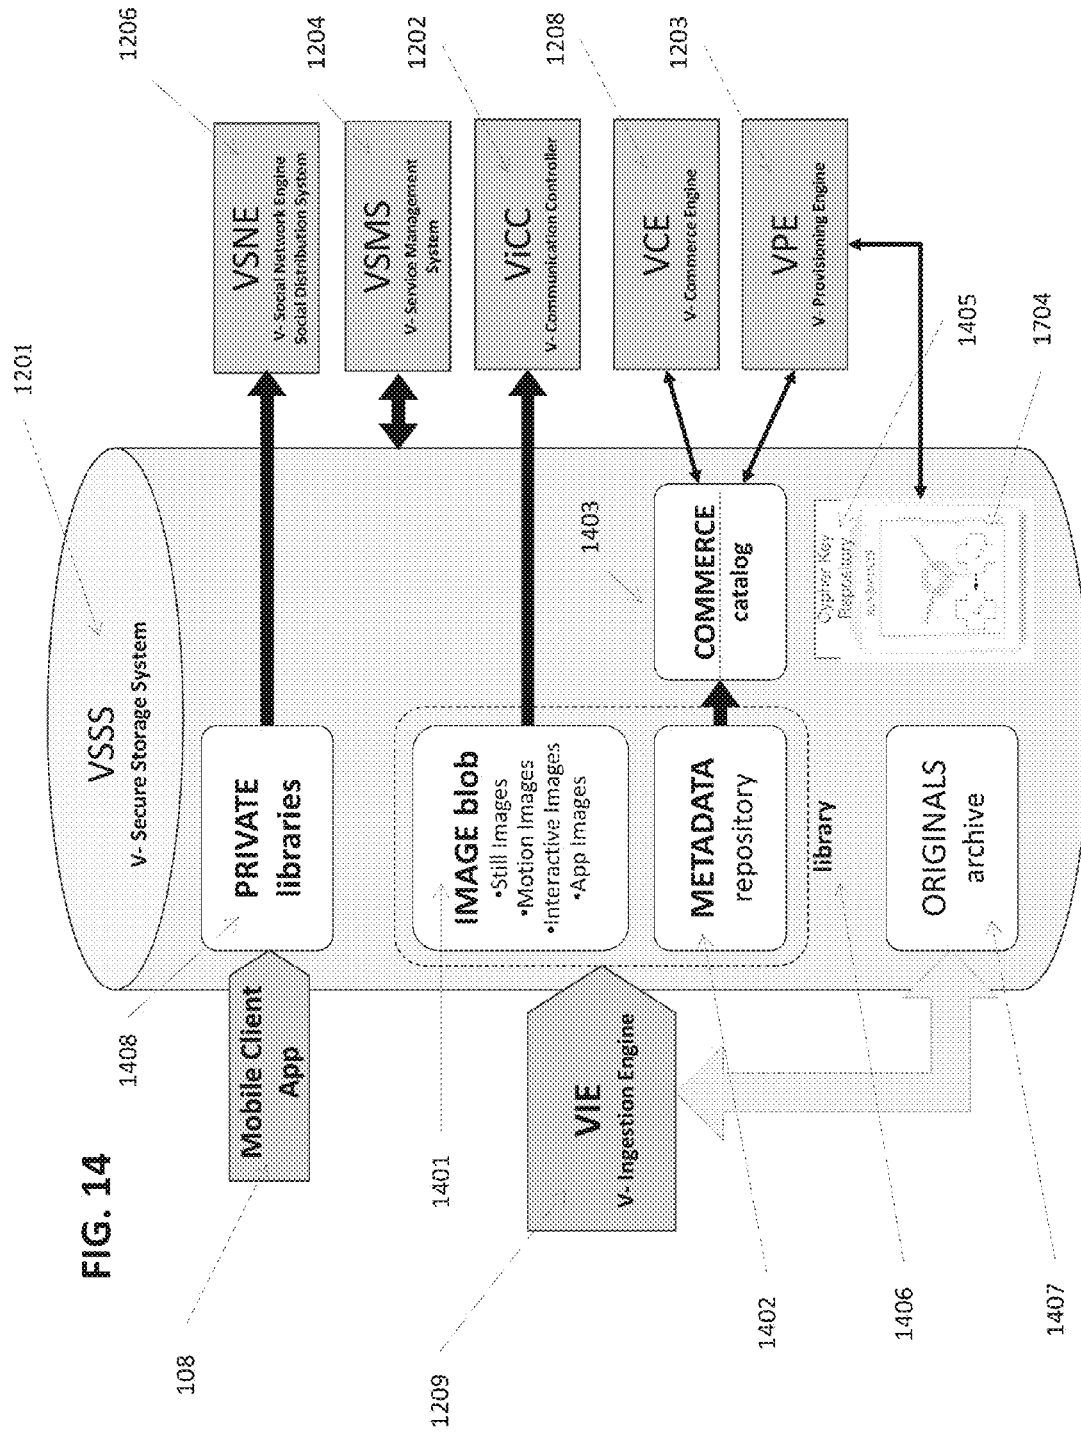 FIG. 14
VSSS
V- Secure Storage System
1201
108
Mobile Client
App
1408
PRIVATE
libraries
VSNE
V- Social Network Engine
Social Distribution System
1206
VSMS
V- Service Management
System
1204
1401
IMAGE blob
•Still Images
•Motion Images
•Interactive Images
•App Images
ViCC
V- Communication Controller
1202
1209
VIE
V- Ingestion Engine
METADATA
repository
1402
library
1406
COMMERCE
catalog
1403
VCE
V- Commerce Engine
1208
VPE
V- Provisioning Engine
1203
ORIGINALS
archive
1407
Cypher Key
Repository
1405
1704